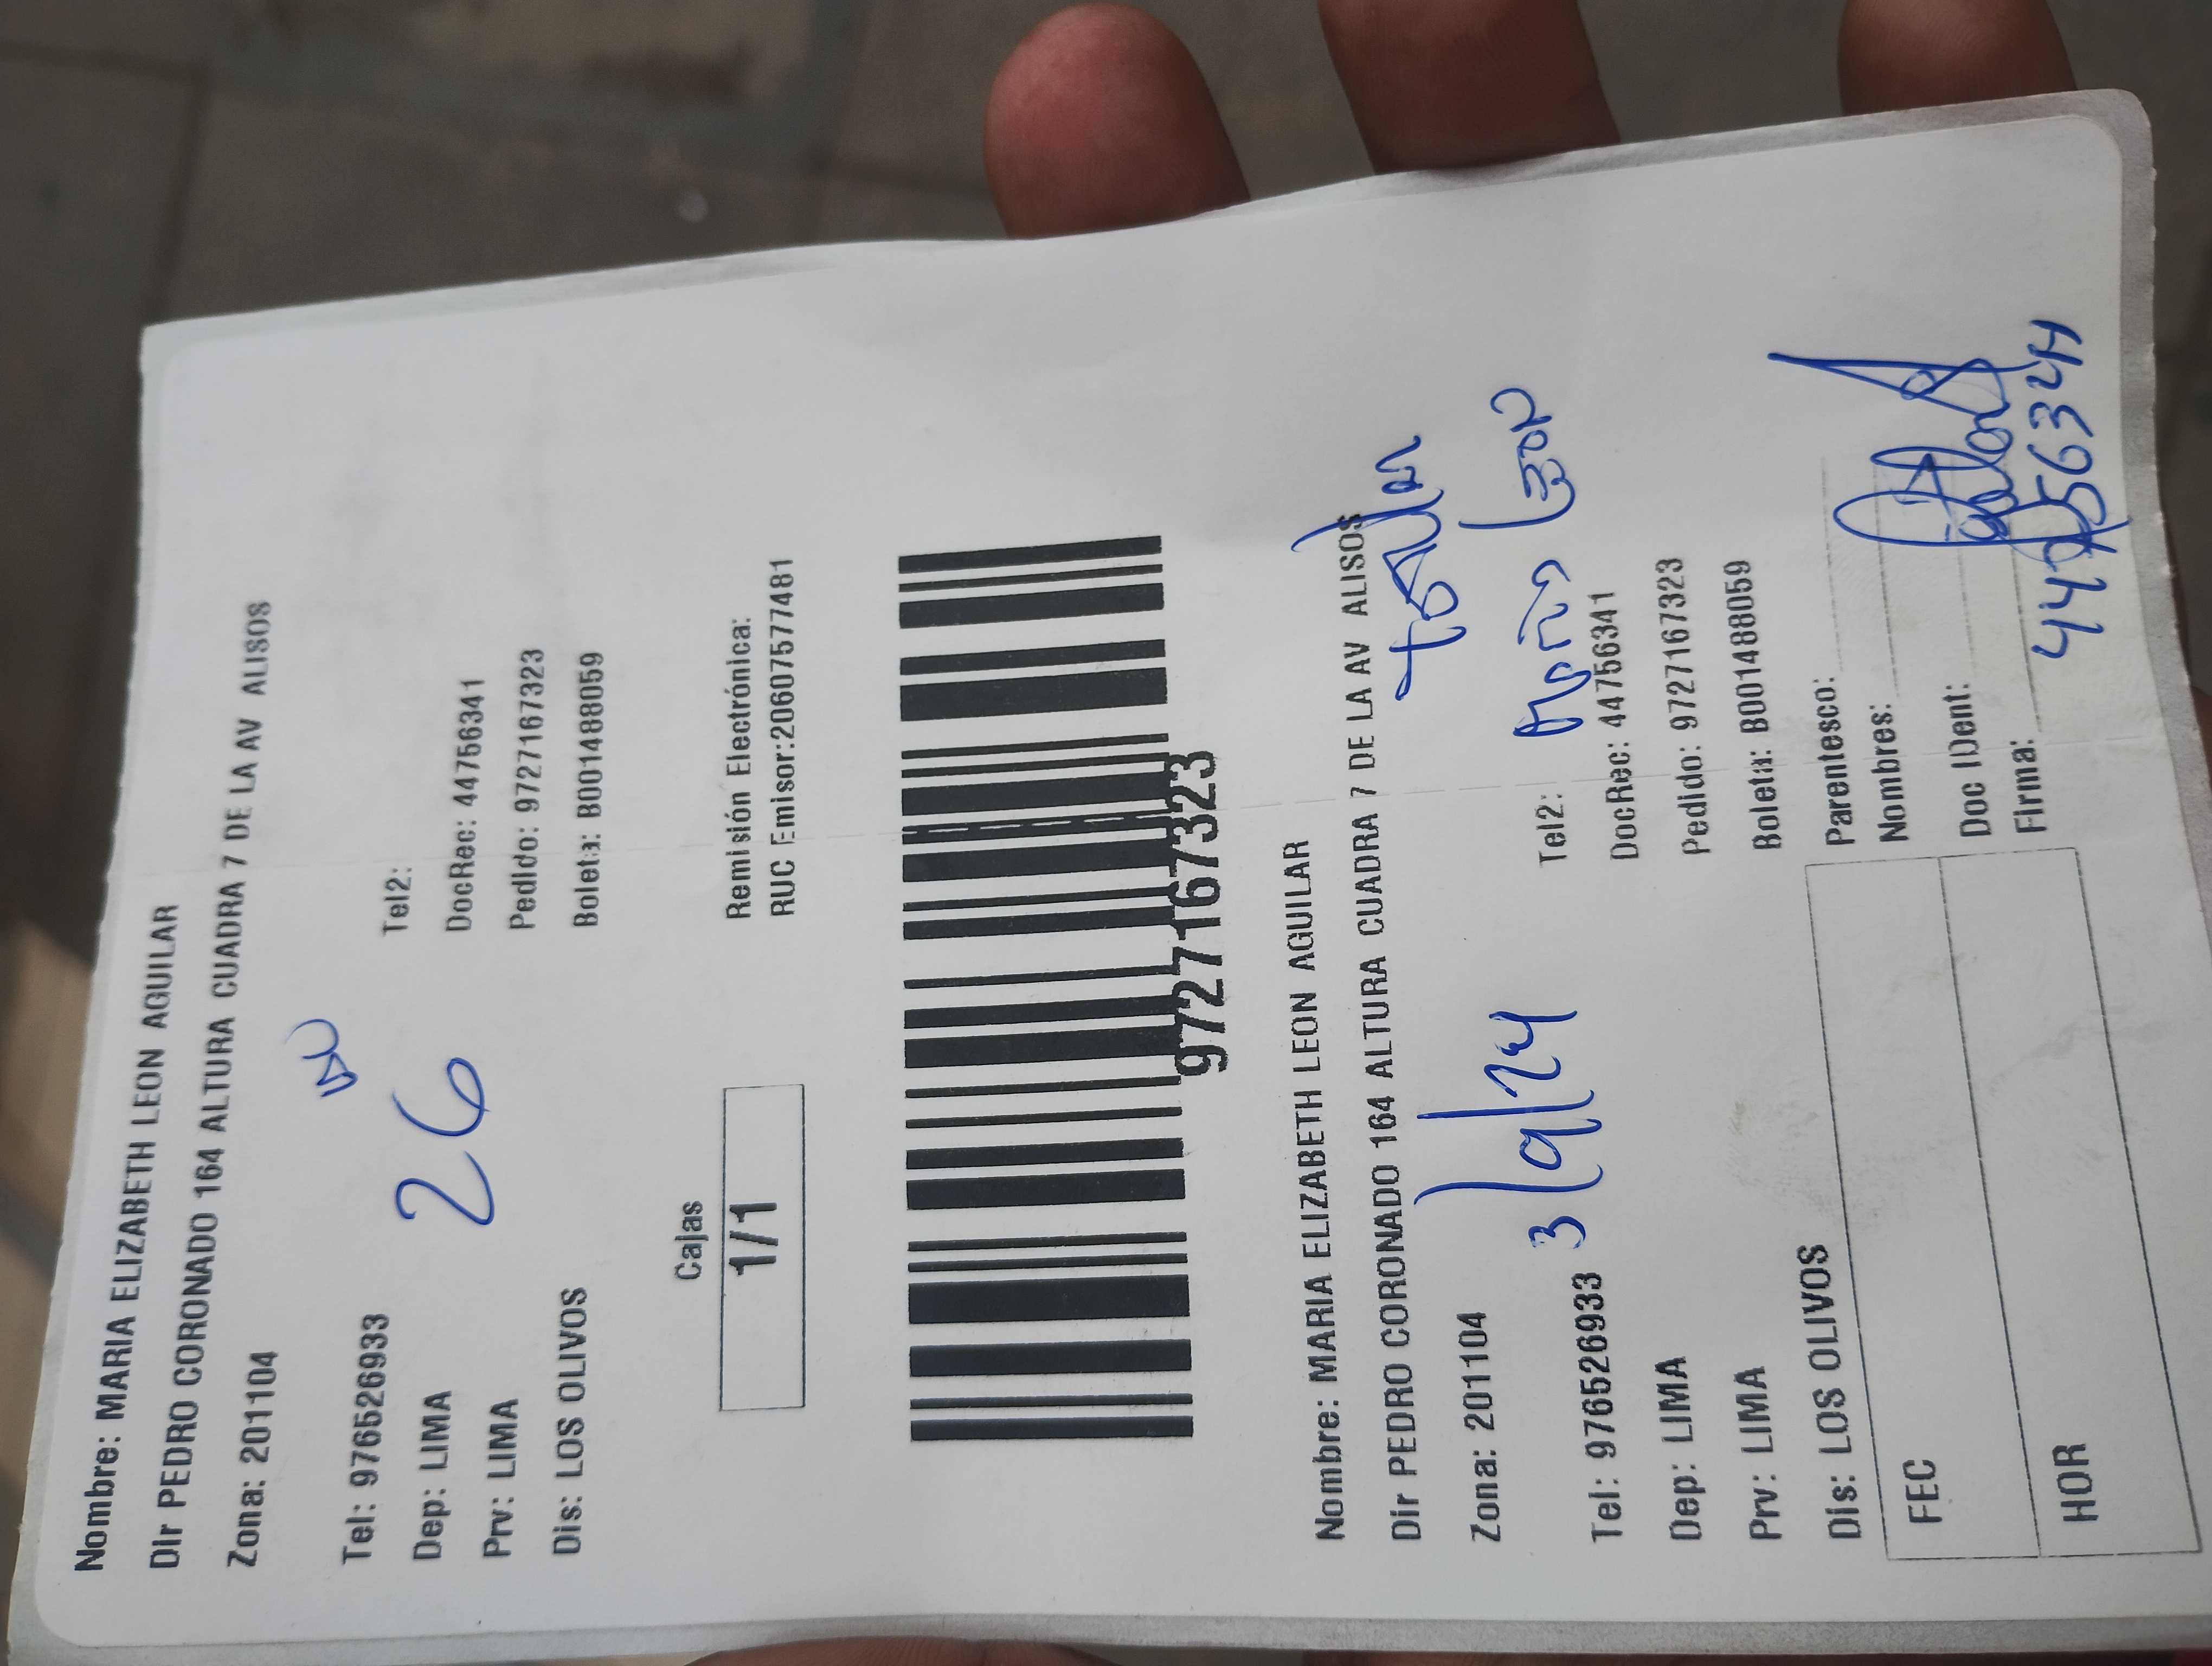 Nombre: MARIA ELIZABETH LEON AGUILAR
Dir PEDRO CORONADO 164 ALTURA CUADRA 7 DE LA AV ALISOS
Zona: 201104
26
Tel: 976526933 Tel2:
Dep: LIMA DocRec: 44756341
Prv: LIMA Pedido: 9727167323
Dis: LOS OLIVOS Boleta: B001488059
Cajas
1/1
Remisión Electrónica:
RUC Emisor:20607577481
9727167323
Nombre: MARIA ELIZABETH LEON AGUILAR
Dir PEDRO CORONADO 164 ALTURA CUADRA 7 DE LA AV ALISOS
Zona: 201104
3/9/24
Leon
Tel: 976526933 Tel2:
Dep: LIMA DocRec: 44756341
Prv: LIMA Pedido: 9727167323
Dis: LOS OLIVOS Boleta: B001488059
FEC
HOR
Parentesco:
Nombres:
Doc IDent:
Firma:
44756341